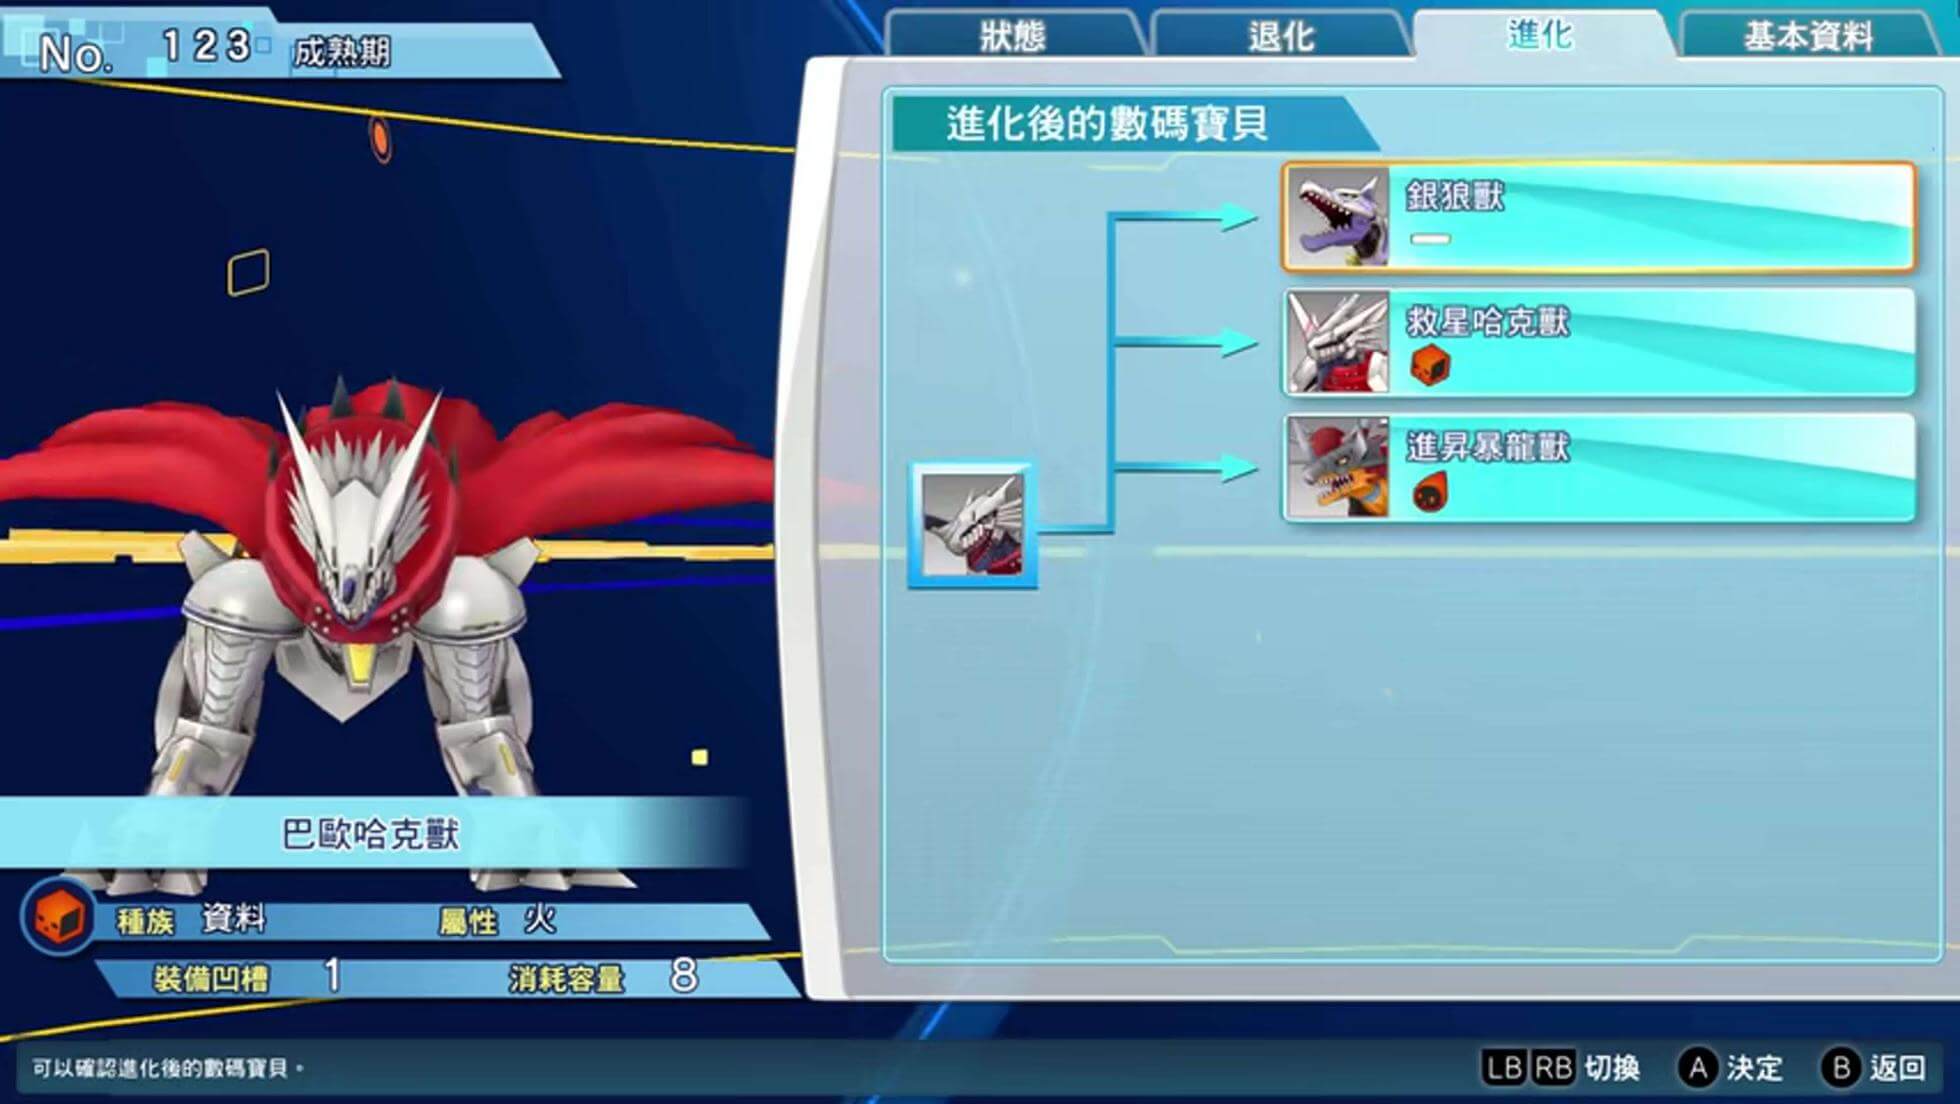 No. 123 成熟期
狀態 退化 進化 基本資料
進化後的數碼寶貝
銀狼獸
救星哈克獸
進昇暴龍獸
巴歐哈克獸
種族 資料 屬性 火
裝備凹槽 1 消耗容量 8
可以確認進化後的數碼寶貝。
LB RB 切換 A 決定 B 返回